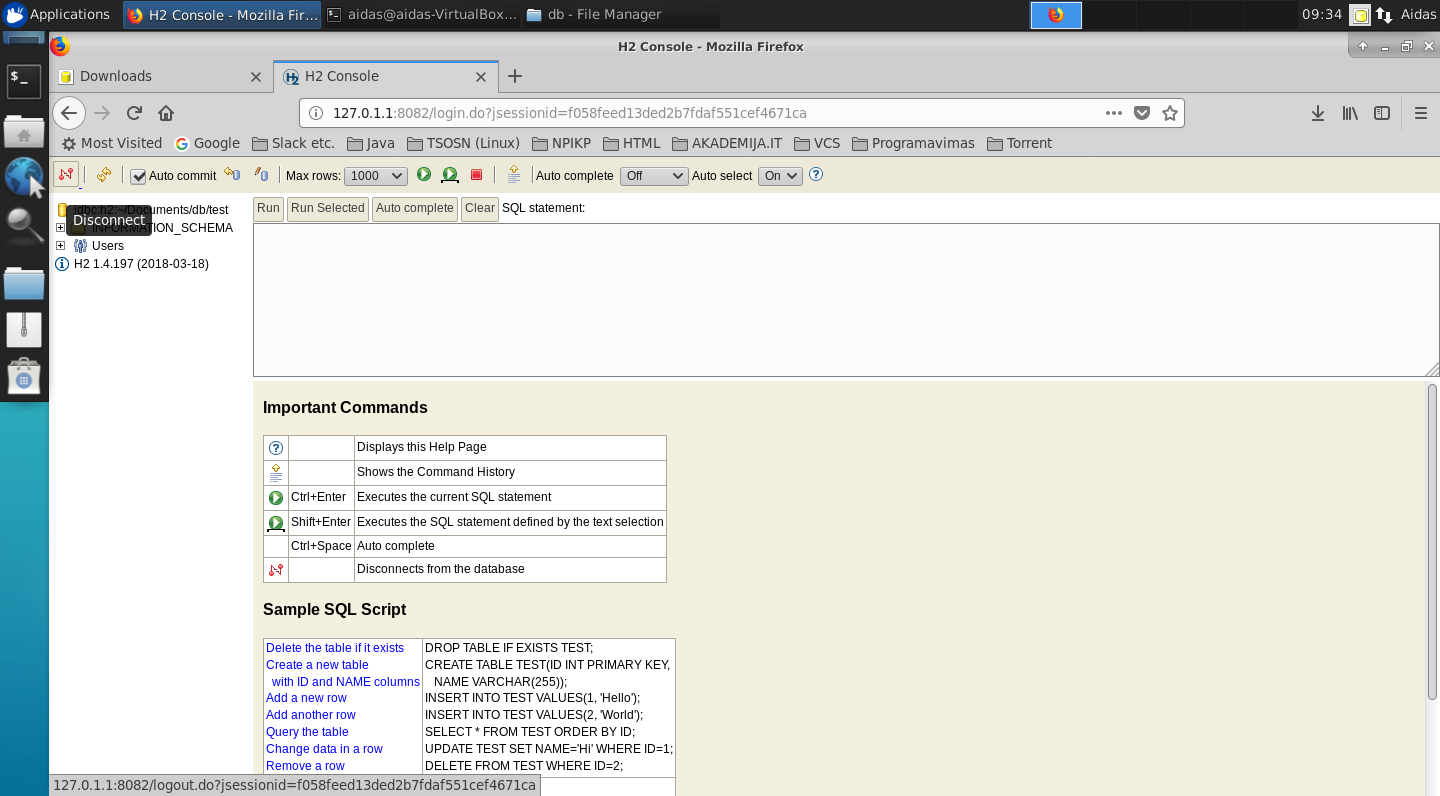 Applications
H2 Console - Mozilla Fir...
aidas@aidas-VirtualBox...
db - File Manager
09:34
Aidas
H2 Console - Mozilla Firefox
Downloads
H2 Console
127.0.1.1:8082/login.do?jsessionid=f058feed13ded2b7fdaf551cef4671ca
Most Visited
Google
Slack etc.
Java
TSOSN (Linux)
NPIKP
HTML
AKADEMIJA.IT
VCS
Programavimas
Torrent
Auto commit
Max rows:
1000
Auto complete
Off
Auto select
On
jdbc:h2:~/Documents/db/test
Disconnect
INFORMATION_SCHEMA
Users
H2 1.4.197 (2018-03-18)
Run
Run Selected
Auto complete
Clear
SQL statement:
Important Commands
Displays this Help Page
Shows the Command History
Ctrl+Enter Executes the current SQL statement
Shift+Enter Executes the SQL statement defined by the text selection
Ctrl+Space Auto complete
Disconnects from the database
Sample SQL Script
Delete the table if it exists DROP TABLE IF EXISTS TEST;
Create a new table CREATE TABLE TEST(ID INT PRIMARY KEY,
with ID and NAME columns NAME VARCHAR(255));
Add a new row INSERT INTO TEST VALUES(1, 'Hello');
Add another row INSERT INTO TEST VALUES(2, 'World');
Query the table SELECT * FROM TEST ORDER BY ID;
Change data in a row UPDATE TEST SET NAME='Hi' WHERE ID=1;
Remove a row DELETE FROM TEST WHERE ID=2;
127.0.1.1:8082/logout.do?jsessionid=f058feed13ded2b7fdaf551cef4671ca